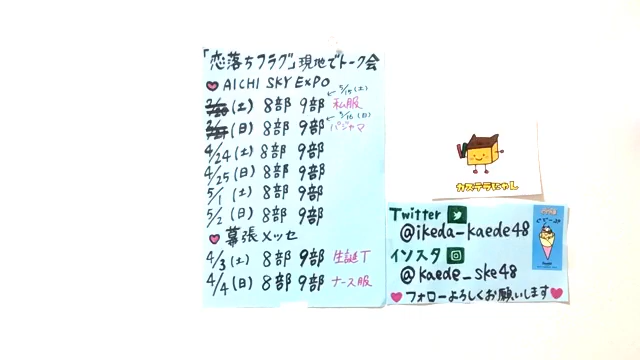 「恋落ちフラグ」現地でトーク会
AICHI SKY EXPO
(土) 8部 9部 5/15(土) 私服
(日) 8部 9部 5/16(日) パジャマ
4/24(土) 8部 9部
4/25(日) 8部 9部
5/1(土) 8部 9部
5/2(日) 8部 9部
幕張メッセ
4/3(土) 8部 9部 生誕T
4/4(日) 8部 9部 ナース服
カステラにゃし
Twitter
@ikeda_kaede48
インスタ
@kaede_ske48
フォローよろしくお願いします